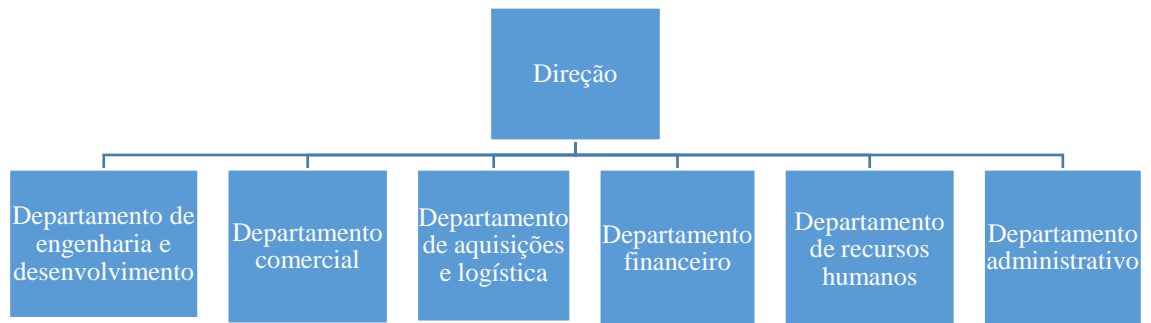 Direção
Departamento de
engenharia e
desenvolvimento
Departamento
comercial
Departamento
de aquisições
e logística
Departamento
financeiro
Departamento
de recursos
humanos
Departamento
administrativo